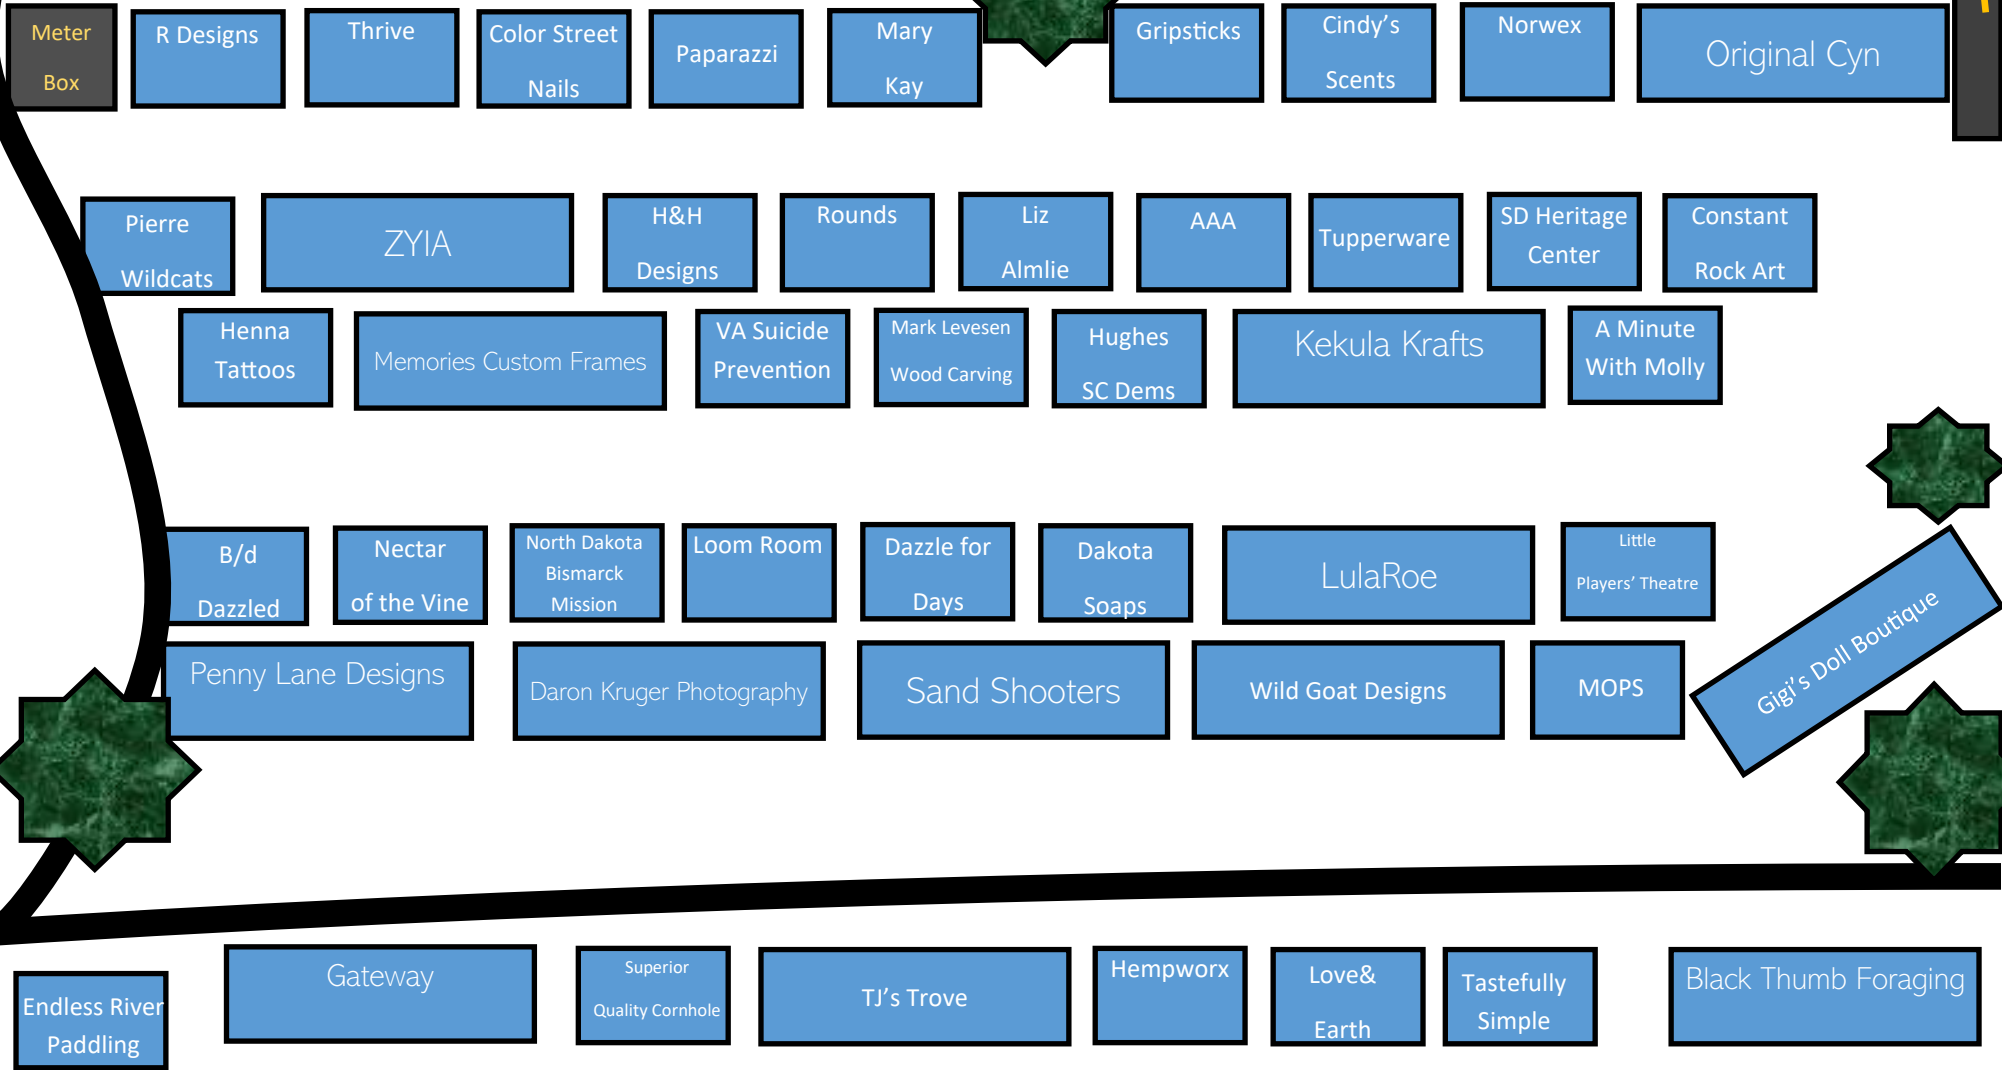 Meter
Box
R Designs
Thrive
Color Street
Nails
Paparazzi
Mary
Kay
Gripsticks
Cindy's
Scents
Norwex
Original Cyn
Pierre
Wildcats
ZYIA
H&H
Designs
Rounds
Liz
Almlie
AAA
Tupperware
SD Heritage
Center
Constant
Rock Art
Henna
Tattoos
Memories Custom Frames
VA Suicide
Prevention
Mark Levesen
Wood Carving
Hughes
SC Dems
Kekula Krafts
A Minute
With Molly
B/d
Dazzled
Nectar
of the Vine
North Dakota
Bismarck
Mission
Loom Room
Dazzle for
Days
Dakota
Soaps
LulaRoe
Little
Players' Theatre
Penny Lane Designs
Daron Kruger Photography
Sand Shooters
Wild Goat Designs
MOPS
Gigi's Doll Boutique
Endless River
Paddling
Gateway
Superior
Quality Cornhole
TJ's Trove
Hempworx
Love&
Earth
Tastefully
Simple
Black Thumb Foraging